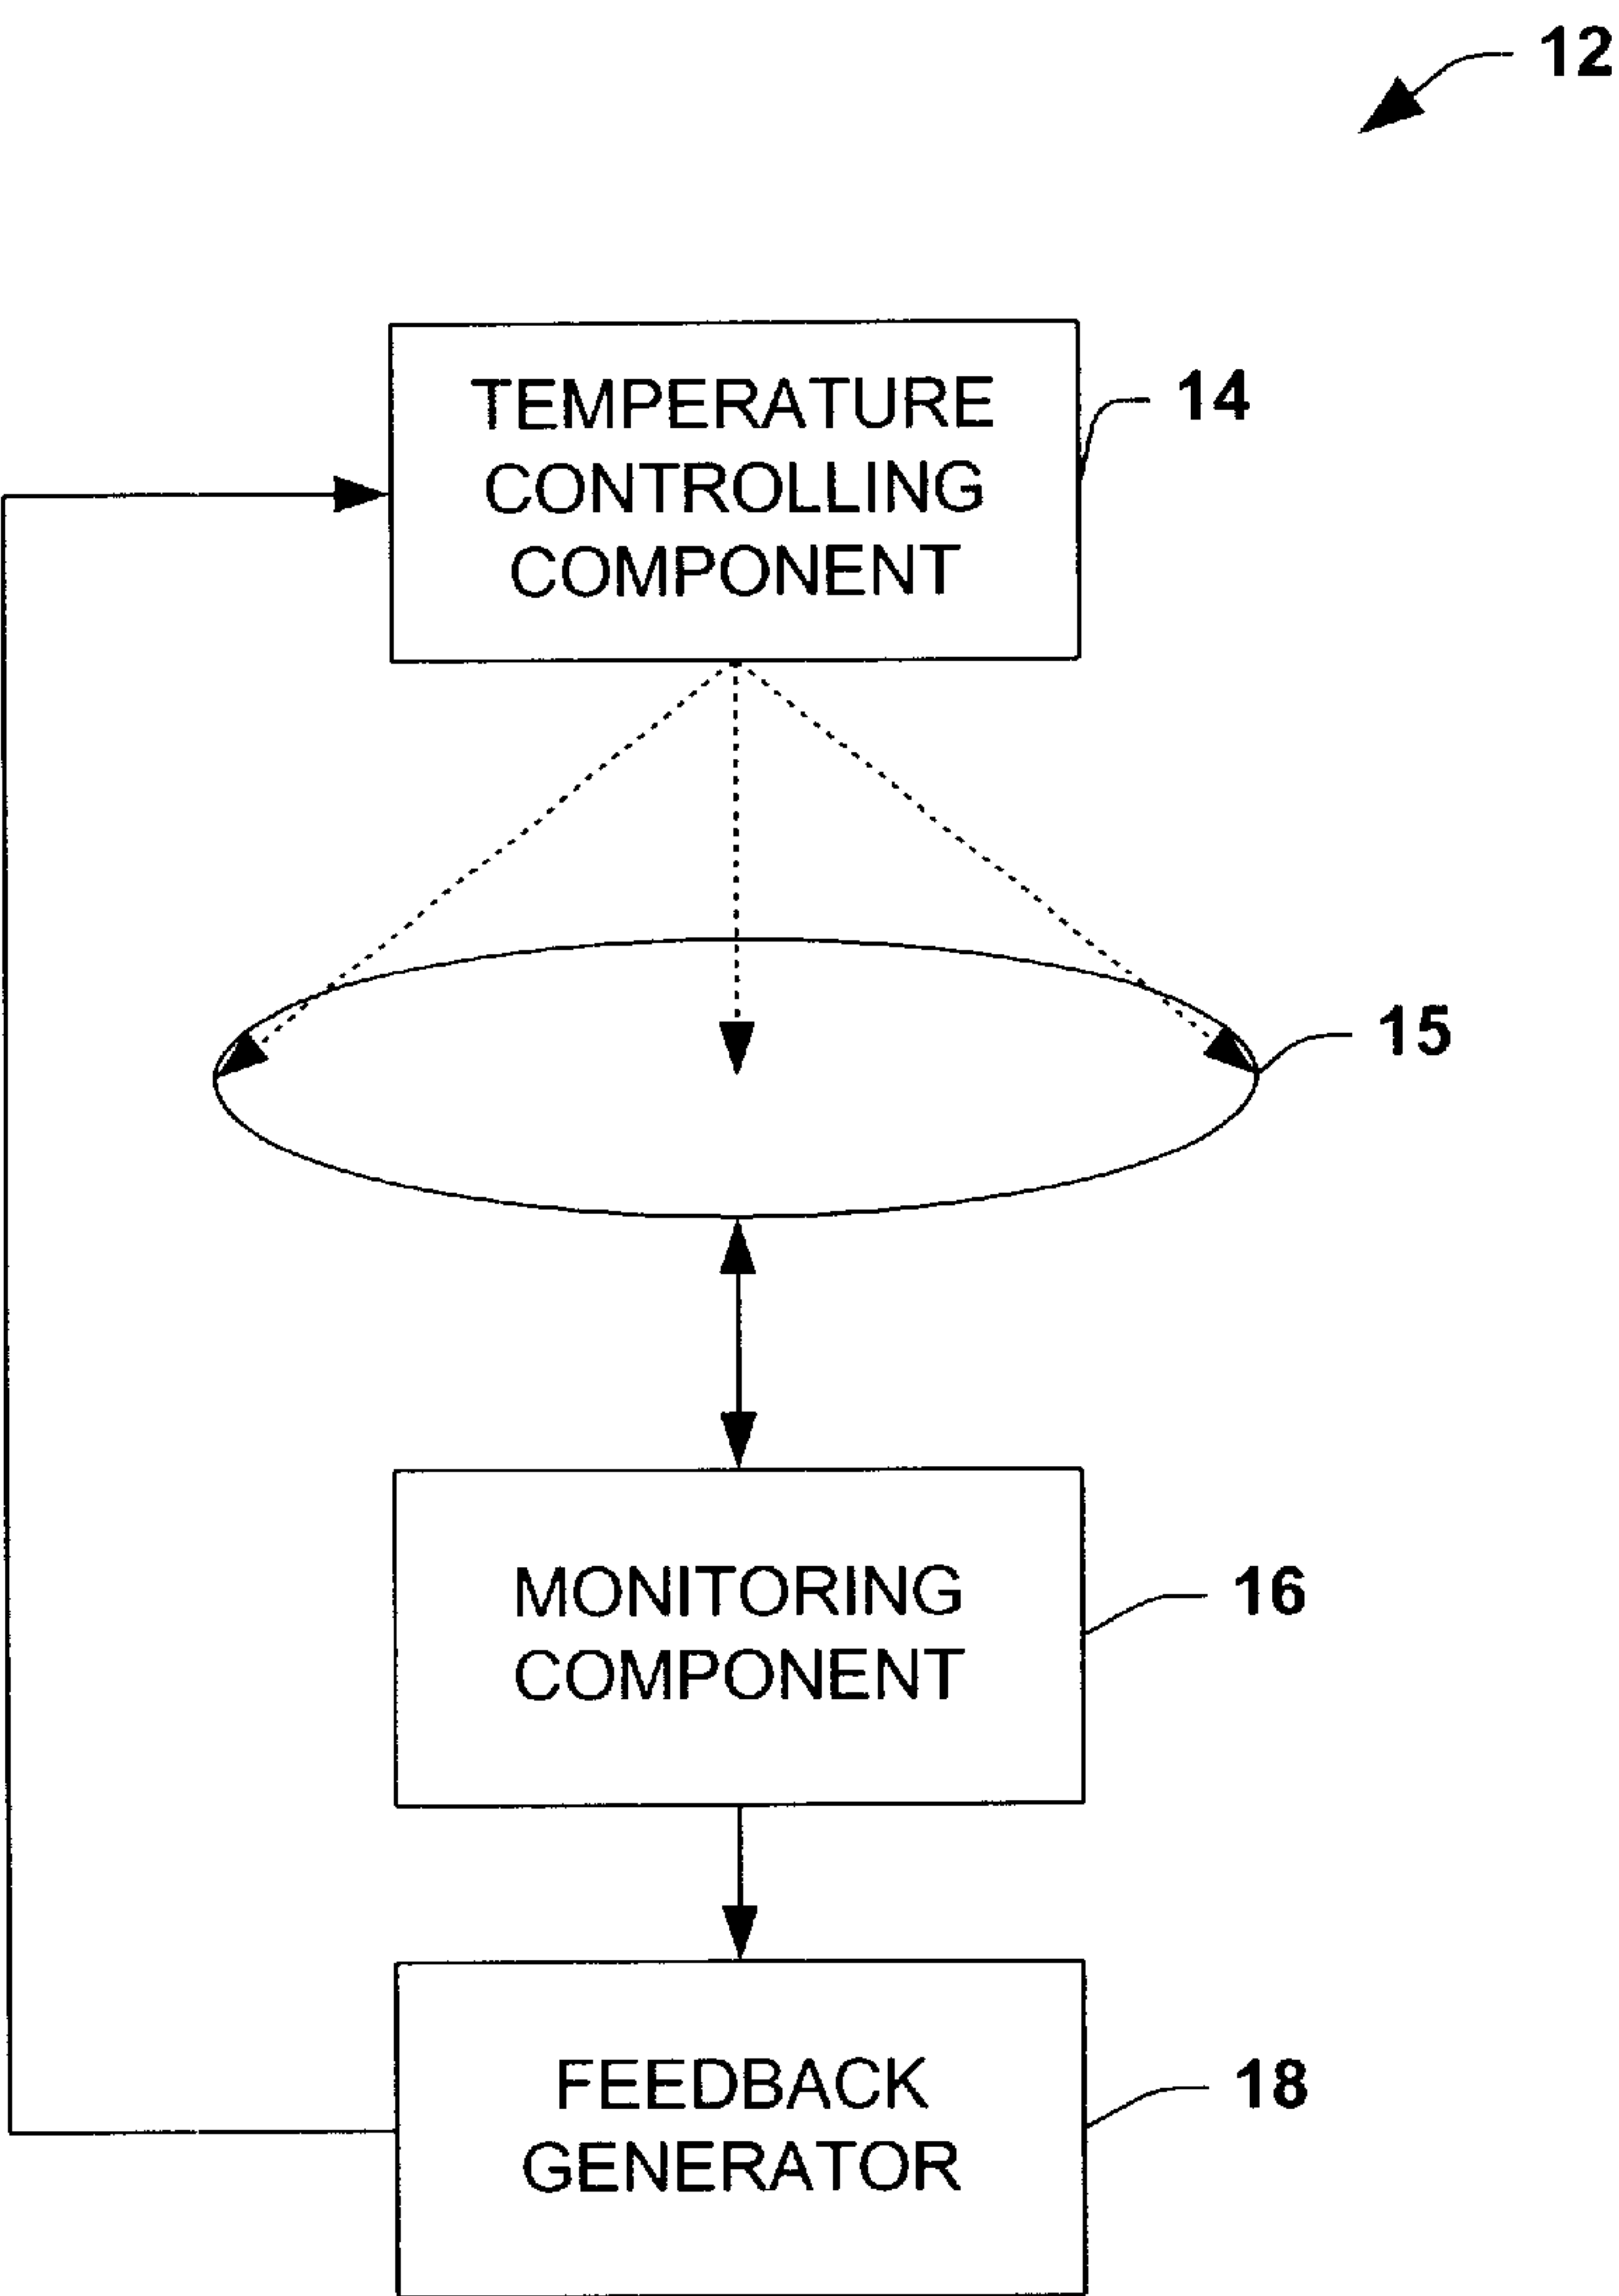 12
TEMPERATURE
CONTROLLING
COMPONENT
14
15
MONITORING
COMPONENT
16
FEEDBACK
GENERATOR
18